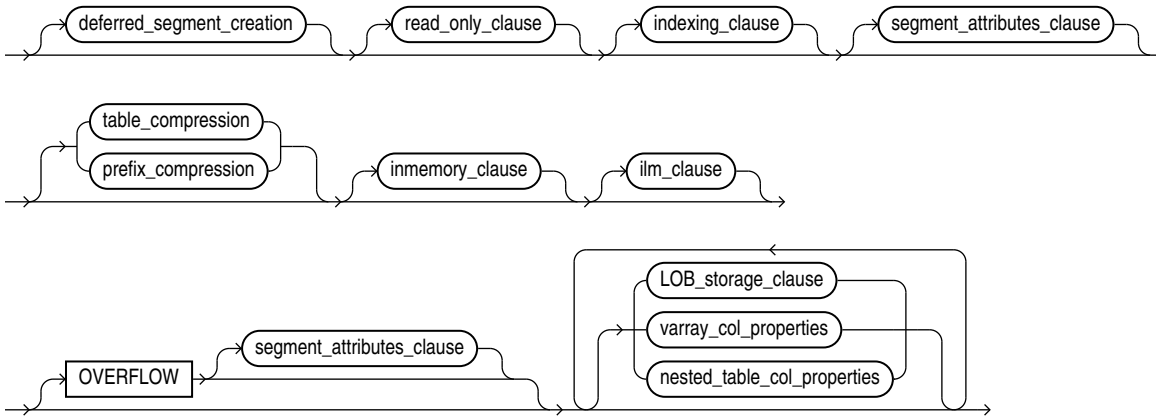 deferred_segment_creation read_only_clause indexing_clause segment_attributes_clause
table_compression
prefix_compression inmemory_clause ilm_clause
LOB_storage_clause
segment_attributes_clause varray_col_properties
OVERFLOW nested_table_col_properties